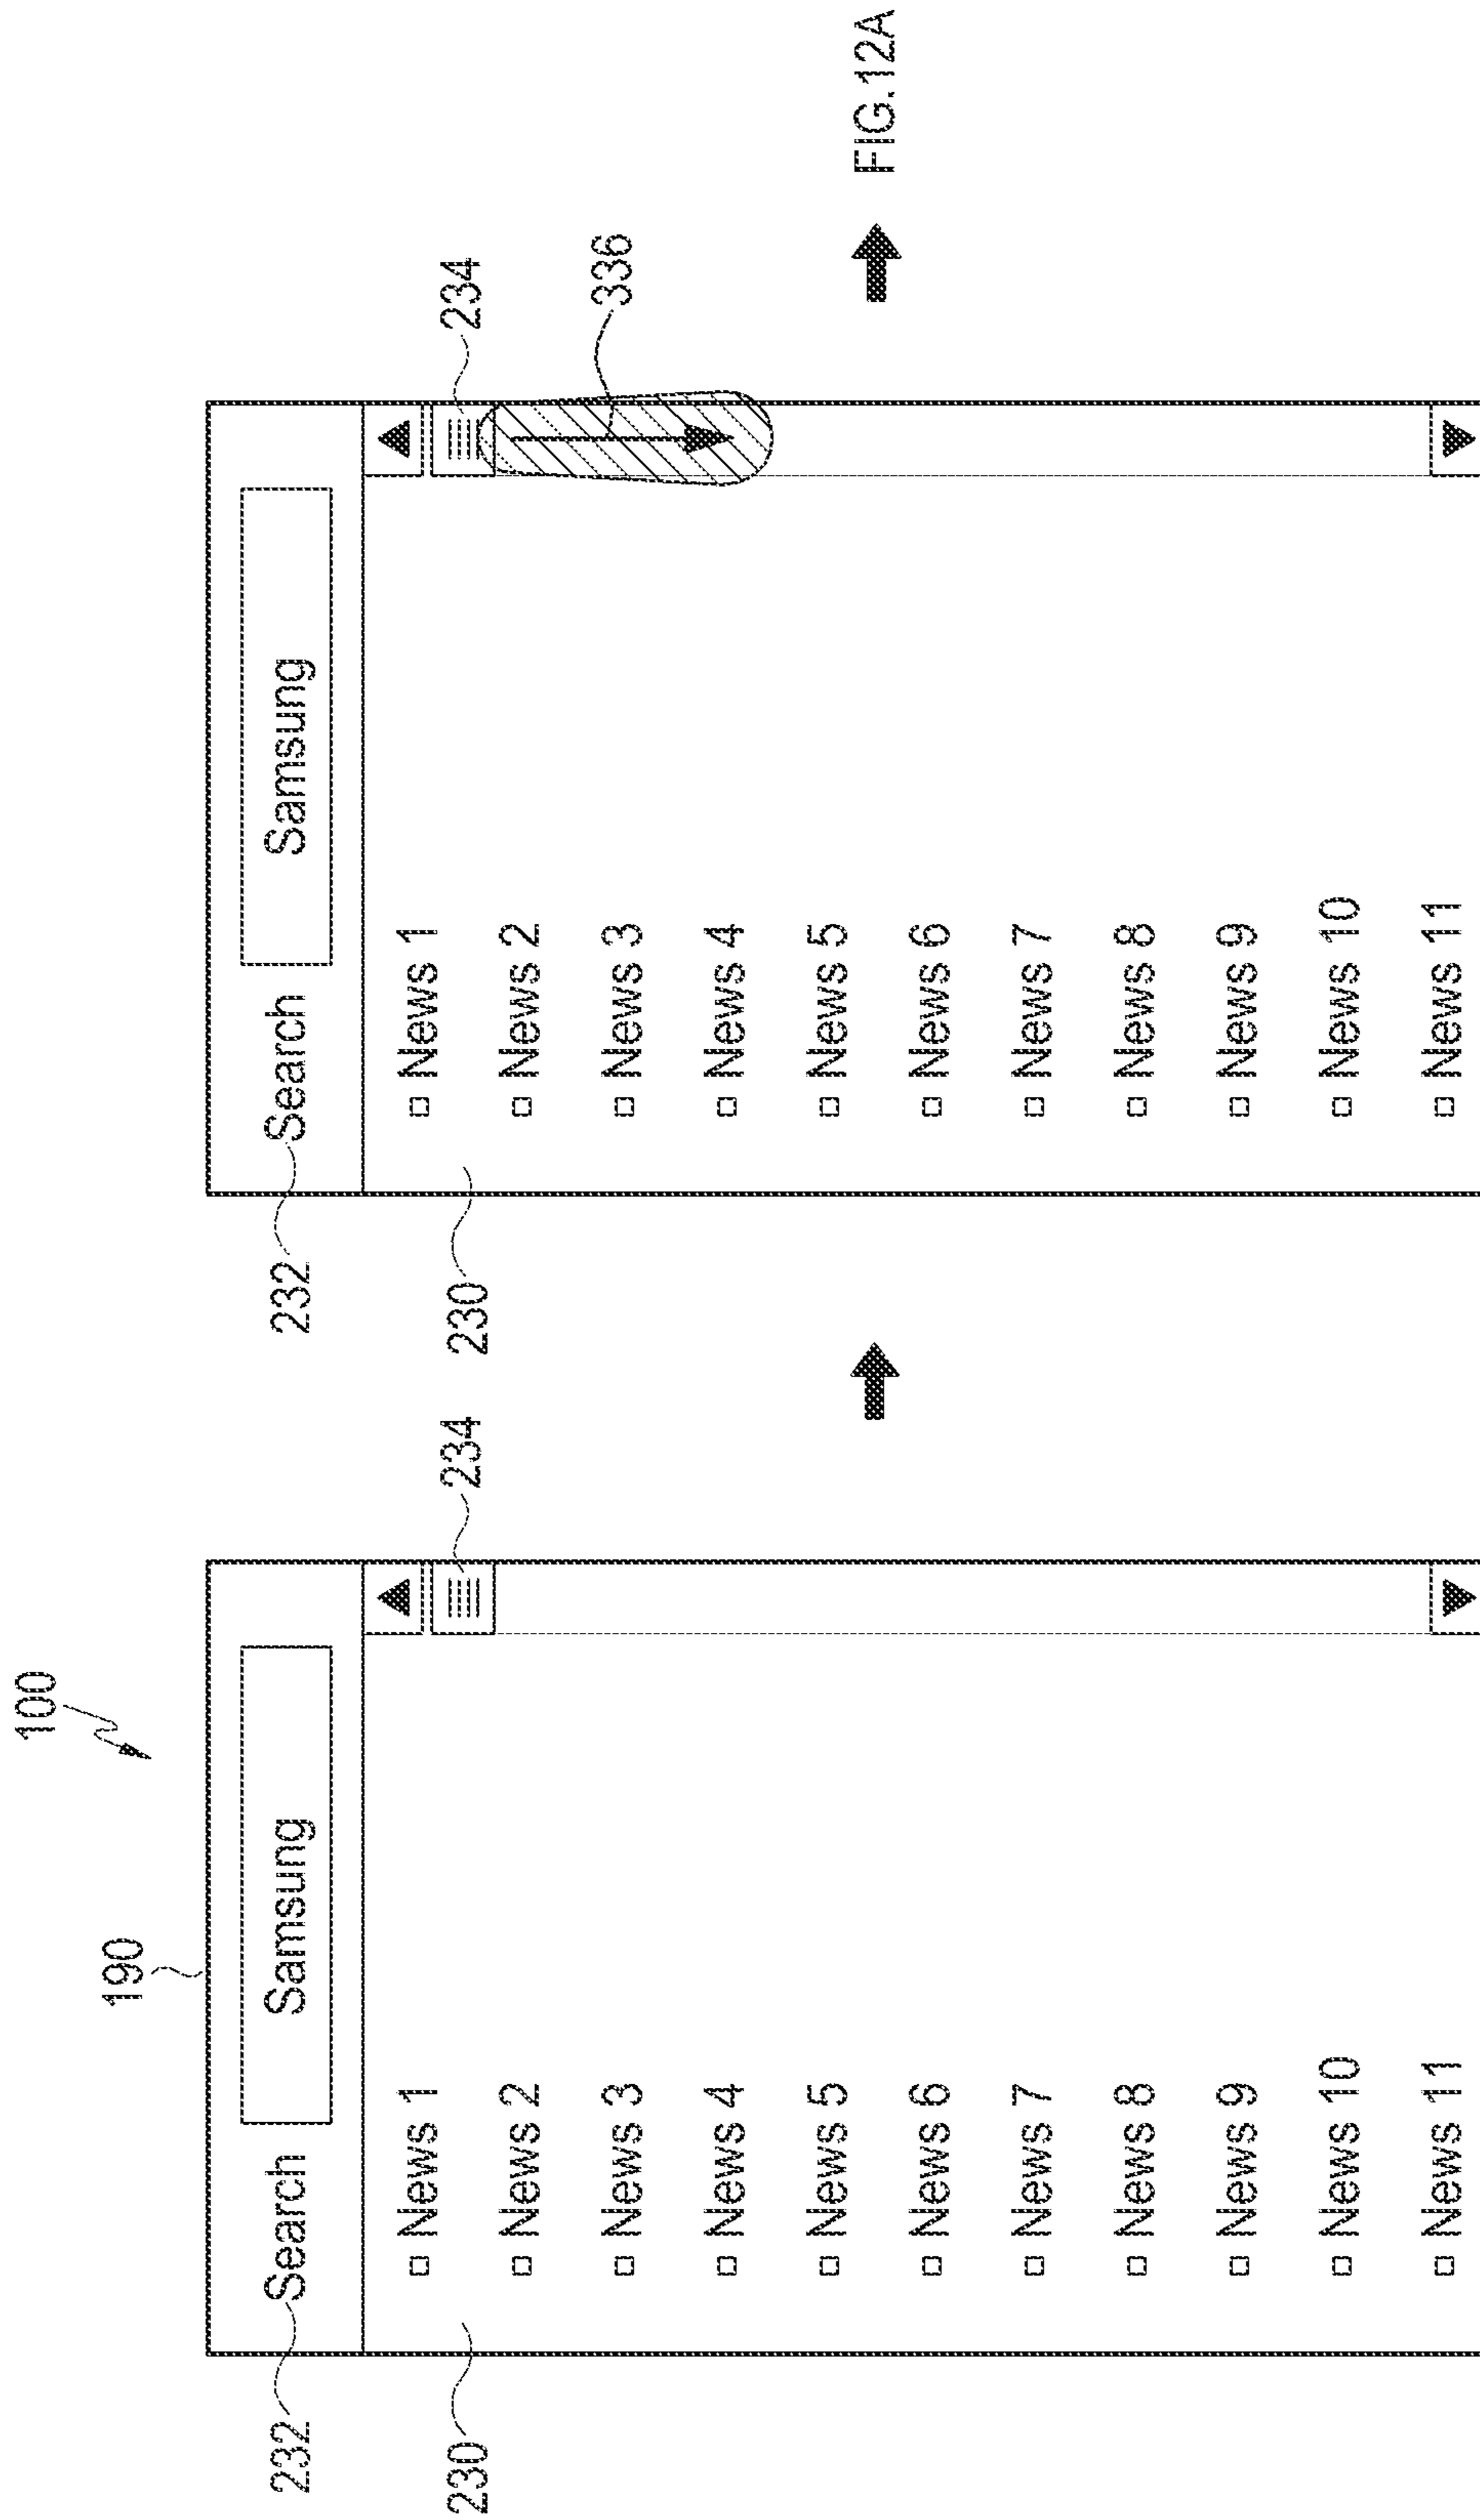 100
190
232 Search Samsung
234
230
□ News 1
□ News 2
□ News 3
□ News 4
□ News 5
□ News 6
□ News 7
□ News 8
□ News 9
□ News 10
□ News 11
232 Search Samsung
234
230
336
□ News 1
□ News 2
□ News 3
□ News 4
□ News 5
□ News 6
□ News 7
□ News 8
□ News 9
□ News 10
□ News 11
FIG.12A